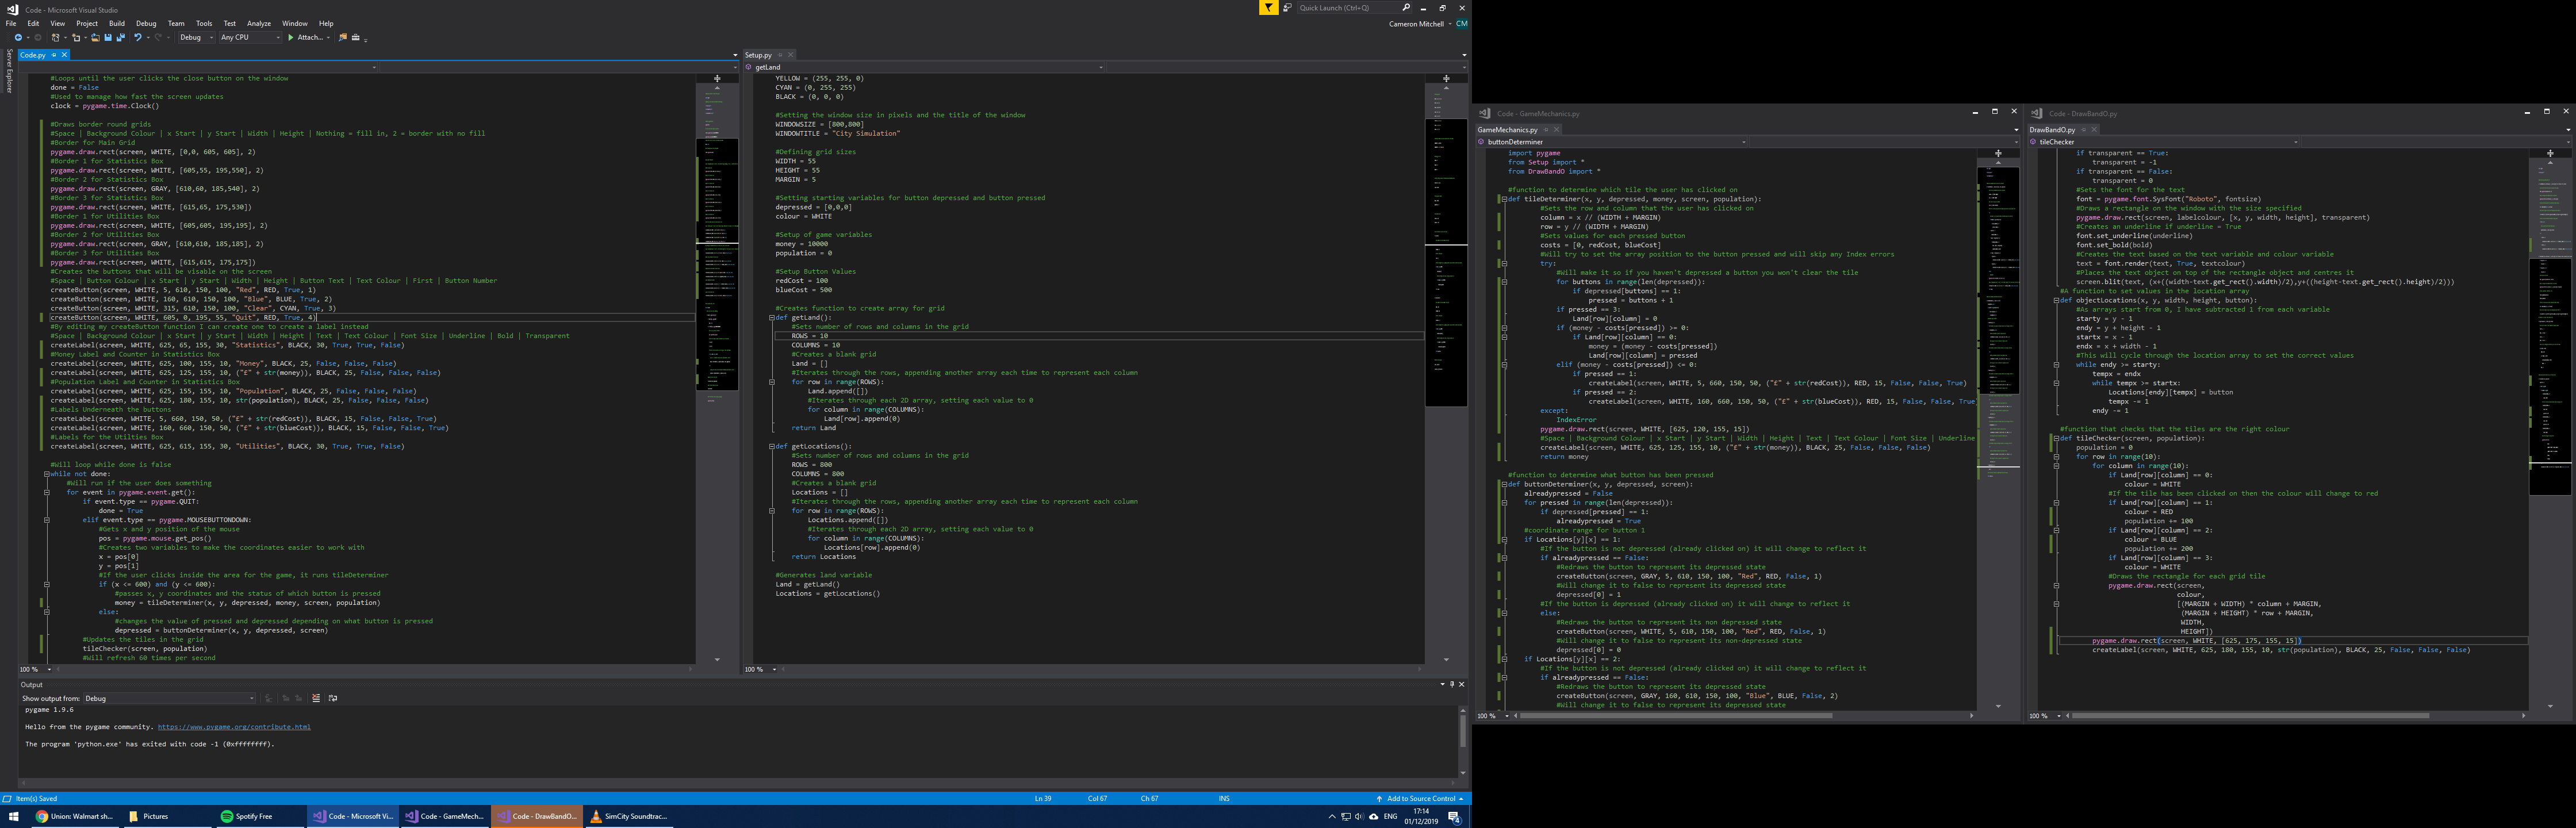 Code - Microsoft Visual Studio
Quick Launch (Ctrl+Q)
File Edit View Project Build Debug Team Tools Test Analyze Window Help
Cameron Mitchell CM
Debug Any CPU Attach...
Server Explorer
Code.py
#Loops until the user clicks the close button on the window
done = False
#Used to manage how fast the screen updates
clock = pygame.time.Clock()
#Draws border round grids
#Space | Background Colour | x Start | y Start | Width | Height | Nothing = fill in, 2 = border with no fill
#Border for Main Grid
pygame.draw.rect(screen, WHITE, [0,0, 605, 605], 2)
#Border 1 for Statistics Box
pygame.draw.rect(screen, WHITE, [605,55, 195,550], 2)
#Border 2 for Statistics Box
pygame.draw.rect(screen, GRAY, [610,60, 185,540], 2)
#Border 3 for Statistics Box
pygame.draw.rect(screen, WHITE, [615,65, 175,530])
#Border 1 for Utilities Box
pygame.draw.rect(screen, WHITE, [605,605, 195,195], 2)
#Border 2 for Utilities Box
pygame.draw.rect(screen, GRAY, [610,610, 185,185], 2)
#Border 3 for Utilities Box
pygame.draw.rect(screen, WHITE, [615,615, 175,175])
#Creates the buttons that will be visable on the screen
#Space | Button Colour | x Start | y Start | Width | Height | Button Text | Text Colour | First | Button Number
createButton(screen, WHITE, 5, 610, 150, 100, "Red", RED, True, 1)
createButton(screen, WHITE, 160, 610, 150, 100, "Blue", BLUE, True, 2)
createButton(screen, WHITE, 315, 610, 150, 100, "Clear", CYAN, True, 3)
createButton(screen, WHITE, 605, 0, 195, 55, "Quit", RED, True, 4)
#By editing my createButton function I can create one to create a label instead
#Space | Background Colour | x Start | y Start | Width | Height | Text | Text Colour | Font Size | Underline | Bold | Transparent
createLabel(screen, WHITE, 625, 65, 155, 30, "Statistics", BLACK, 30, True, True, False)
#Money Label and Counter in Statistics Box
createLabel(screen, WHITE, 625, 100, 155, 10, "Money", BLACK, 25, False, False, False)
createLabel(screen, WHITE, 625, 125, 155, 10, ("£" + str(money)), BLACK, 25, False, False, False)
#Population Label and Counter in Statistics Box
createLabel(screen, WHITE, 625, 155, 155, 10, "Population", BLACK, 25, False, False, False)
createLabel(screen, WHITE, 625, 180, 155, 10, str(population), BLACK, 25, False, False, False)
#Labels Underneath the buttons
createLabel(screen, WHITE, 5, 660, 150, 50, ("£" + str(redCost)), BLACK, 15, False, False, True)
createLabel(screen, WHITE, 160, 660, 150, 50, ("£" + str(blueCost)), BLACK, 15, False, False, True)
#Labels for the Utilties Box
createLabel(screen, WHITE, 625, 615, 155, 30, "Utilities", BLACK, 30, True, True, False)
#Will loop while done is false
while not done:
#Will run if the user does something
for event in pygame.event.get():
if event.type == pygame.QUIT:
done = True
elif event.type == pygame.MOUSEBUTTONDOWN:
#Gets x and y position of the mouse
pos = pygame.mouse.get_pos()
#Creates two variables to make the coordinates easier to work with
x = pos[0]
y = pos[1]
#If the user clicks inside the area for the game, it runs tileDeterminer
if (x <= 600) and (y <= 600):
#passes x, y coordinates and the status of which button is pressed
money = tileDeterminer(x, y, depressed, money, screen, population)
else:
#changes the value of pressed and depressed depending on what button is pressed
depressed = buttonDeterminer(x, y, depressed, screen)
#Updates the tiles in the grid
tileChecker(screen, population)
#Will refresh 60 times per second
100 %
Setup.py
getLand
YELLOW = (255, 255, 0)
CYAN = (0, 255, 255)
BLACK = (0, 0, 0)
#Setting the window size in pixels and the title of the window
WINDOWSIZE = [800,800]
WINDOWTITLE = "City Simulation"
#Defining grid sizes
WIDTH = 55
HEIGHT = 55
MARGIN = 5
#Setting starting variables for button depressed and button pressed
depressed = [0,0,0]
colour = WHITE
#Setup of game variables
money = 10000
population = 0
#Setup Button Values
redCost = 100
blueCost = 500
#Creates function to create array for grid
def getLand():
#Sets number of rows and columns in the grid
ROWS = 10
COLUMNS = 10
#Creates a blank grid
Land = []
#Iterates through the rows, appending another array each time to represent each column
for row in range(ROWS):
Land.append([])
#Iterates through each 2D array, setting each value to 0
for column in range(COLUMNS):
Land[row].append(0)
return Land
def getLocations():
#Sets number of rows and columns in the grid
ROWS = 800
COLUMNS = 800
#Creates a blank grid
Locations = []
#Iterates through the rows, appending another array each time to represent each column
for row in range(ROWS):
Locations.append([])
#Iterates through each 2D array, setting each value to 0
for column in range(COLUMNS):
Locations[row].append(0)
return Locations
#Generates land variable
Land = getLand()
Locations = getLocations()
100 %
Output
Show output from: Debug
pygame 1.9.6
Hello from the pygame community. https://www.pygame.org/contribute.html
The program 'python.exe' has exited with code -1 (0xffffffff).
Item(s) Saved Ln 39 Col 67 Ch 67 INS Add to Source Control
Union: Walmart sh... Pictures Spotify Free Code - Microsoft Vi... Code - GameMech... Code - DrawBandO... SimCity Soundtrac...
ENG 17:14 01/12/2019 4
Code - GameMechanics.py
GameMechanics.py
buttonDeterminer
import pygame
from Setup import *
from DrawBandO import *
#function to determine which tile the user has clicked on
def tileDeterminer(x, y, depressed, money, screen, population):
#Sets the row and column that the user has clicked on
column = x // (WIDTH + MARGIN)
row = y // (WIDTH + MARGIN)
#Sets values for each pressed button
costs = [0, redCost, blueCost]
#Will try to set the array position to the button pressed and will skip any Index errors
try:
#Will make it so if you haven't depressed a button you won't clear the tile
for buttons in range(len(depressed)):
if depressed[buttons] == 1:
pressed = buttons + 1
if pressed == 3:
Land[row][column] = 0
if (money - costs[pressed]) >= 0:
if Land[row][column] == 0:
money = (money - costs[pressed])
Land[row][column] = pressed
elif (money - costs[pressed]) <= 0:
if pressed == 1:
createLabel(screen, WHITE, 5, 660, 150, 50, ("£" + str(redCost)), RED, 15, False, False, True)
if pressed == 2:
createLabel(screen, WHITE, 160, 660, 150, 50, ("£" + str(blueCost)), RED, 15, False, False, True
except:
IndexError
pygame.draw.rect(screen, WHITE, [625, 120, 155, 15])
#Space | Background Colour | x Start | y Start | Width | Height | Text | Text Colour | Font Size | Underline
createLabel(screen, WHITE, 625, 125, 155, 10, ("£" + str(money)), BLACK, 25, False, False, False)
return money
#function to determine what button has been pressed
def buttonDeterminer(x, y, depressed, screen):
alreadypressed = False
for pressed in range(len(depressed)):
if depressed[pressed] == 1:
alreadypressed = True
#coordinate range for button 1
if Locations[y][x] == 1:
#If the button is not depressed (already clicked on) it will change to reflect it
if alreadypressed == False:
#Redraws the button to represent its depressed state
createButton(screen, GRAY, 5, 610, 150, 100, "Red", RED, False, 1)
#Will change it to false to represent its depressed state
depressed[0] = 1
#If the button is depressed (already clicked on) it will change to reflect it
else:
#Redraws the button to represent its non depressed state
createButton(screen, WHITE, 5, 610, 150, 100, "Red", RED, False, 1)
#Will change it to false to represent its non-depressed state
depressed[0] = 0
if Locations[y][x] == 2:
#If the button is not depressed (already clicked on) it will change to reflect it
if alreadypressed == False:
#Redraws the button to represent its depressed state
createButton(screen, GRAY, 160, 610, 150, 100, "Blue", BLUE, False, 2)
#Will change it to false to represent its depressed state
100 %
Code - DrawBandO.py
DrawBandO.py
tileChecker
if transparent == True:
transparent = -1
if transparent == False:
transparent = 0
#Sets the font for the text
font = pygame.font.SysFont("Roboto", fontsize)
#Draws a rectangle on the window with the size specified
pygame.draw.rect(screen, labelcolour, [x, y, width, height], transparent)
#Creates an underline if underline = True
font.set_underline(underline)
font.set_bold(bold)
#Creates the text based on the text variable and colour variable
text = font.render(text, True, textcolour)
#Places the text object on top of the rectangle object and centres it
screen.blit(text, (x+((width-text.get_rect().width)/2),y+((height-text.get_rect().height)/2)))
#A function to set values in the location array
def objectLocations(x, y, width, height, button):
#As arrays start from 0, I have subtracted 1 from each variable
starty = y - 1
endy = y + height - 1
startx = x - 1
endx = x + width - 1
#This will cycle through the location array to set the correct values
while endy >= starty:
tempx = endx
while tempx >= startx:
Locations[endy][tempx] = button
tempx -= 1
endy -= 1
#function that checks that the tiles are the right colour
def tileChecker(screen, population):
population = 0
for row in range(10):
for column in range(10):
if Land[row][column] == 0:
colour = WHITE
#If the tile has been clicked on then the colour will change to red
if Land[row][column] == 1:
colour = RED
population += 100
if Land[row][column] == 2:
colour = BLUE
population += 200
if Land[row][column] == 3:
colour = WHITE
#Draws the rectangle for each grid tile
pygame.draw.rect(screen,
colour,
[(MARGIN + WIDTH) * column + MARGIN,
(MARGIN + HEIGHT) * row + MARGIN,
WIDTH,
HEIGHT])
pygame.draw.rect(screen, WHITE, [625, 175, 155, 15])
createLabel(screen, WHITE, 625, 180, 155, 10, str(population), BLACK, 25, False, False, False)
100 %